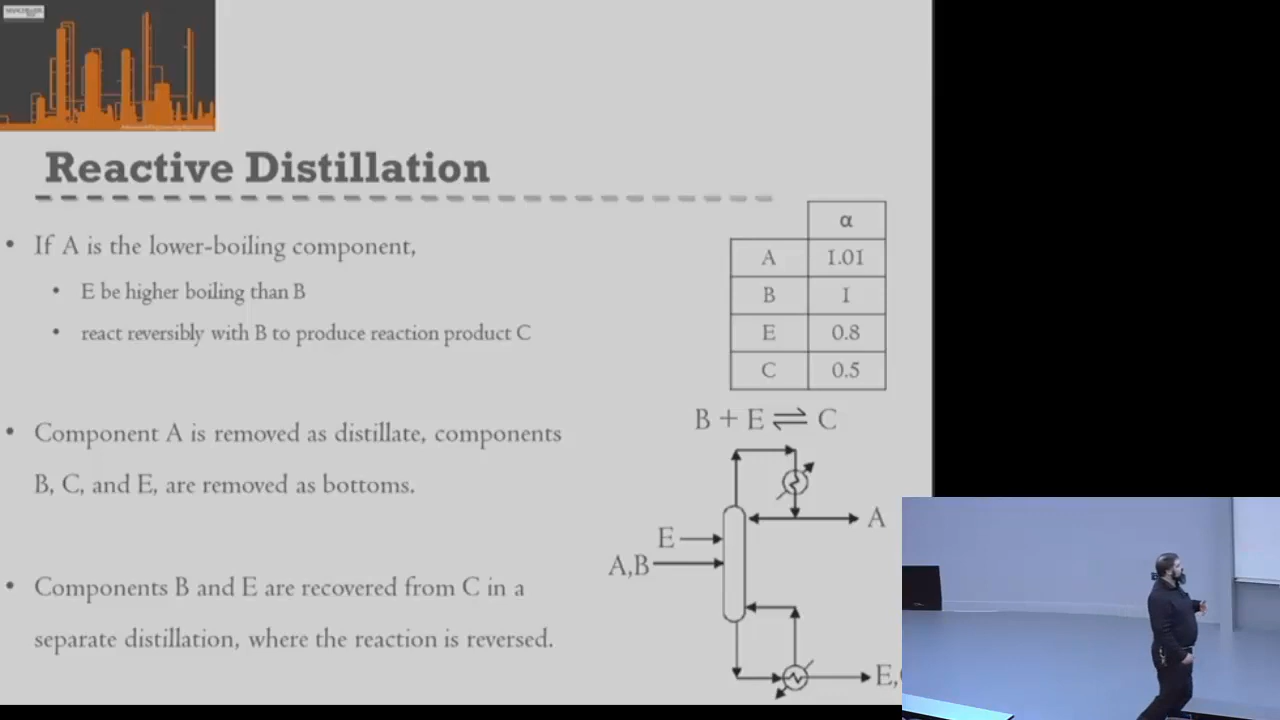 Reactive Distillation
• If A is the lower-boiling component,
• E be higher boiling than B
• react reversibly with B to produce reaction product C
• Component A is removed as distillate, components
B, C, and E, are removed as bottoms.
• Components B and E are recovered from C in a
separate distillation, where the reaction is reversed.
α
A 1.01
B 1
E 0.8
C 0.5
B + E ⇌ C
A
E
A,B
E,